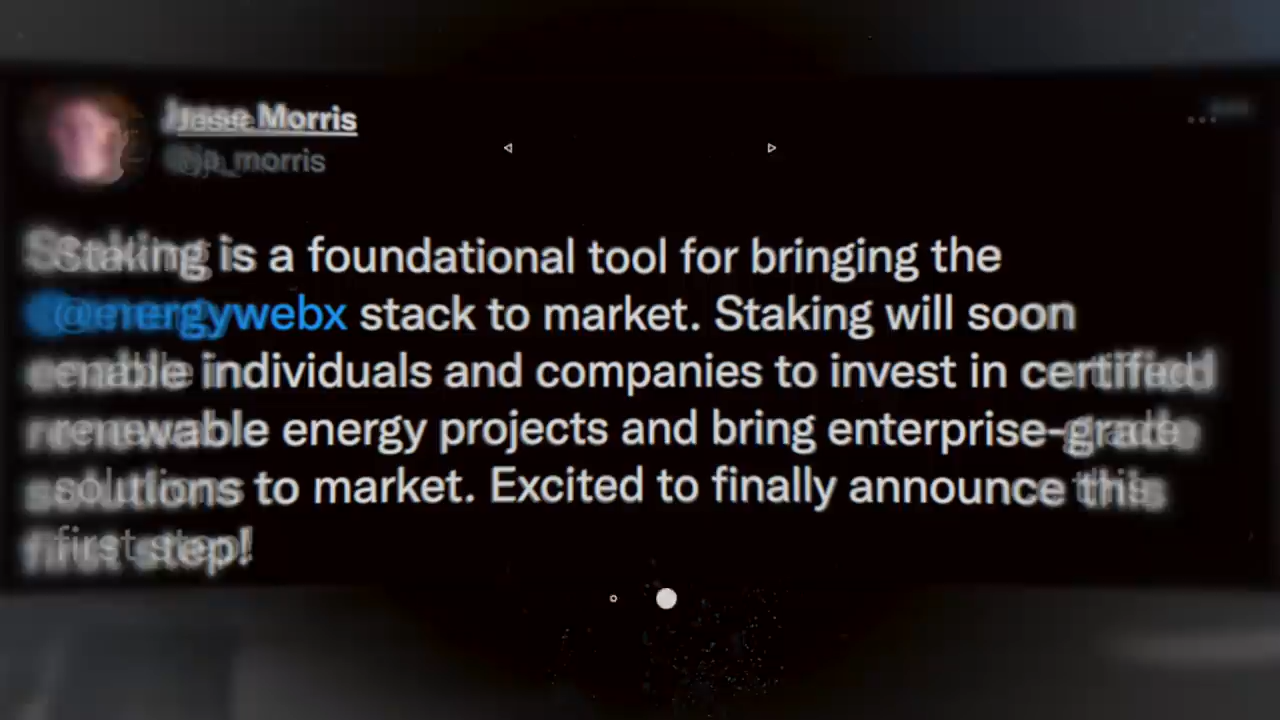 Jesse Morris
@ja_morris
Staking is a foundational tool for bringing the
@energywebx stack to market. Staking will soon
enable individuals and companies to invest in certified
renewable energy projects and bring enterprise-grade
solutions to market. Excited to finally announce this
first step!